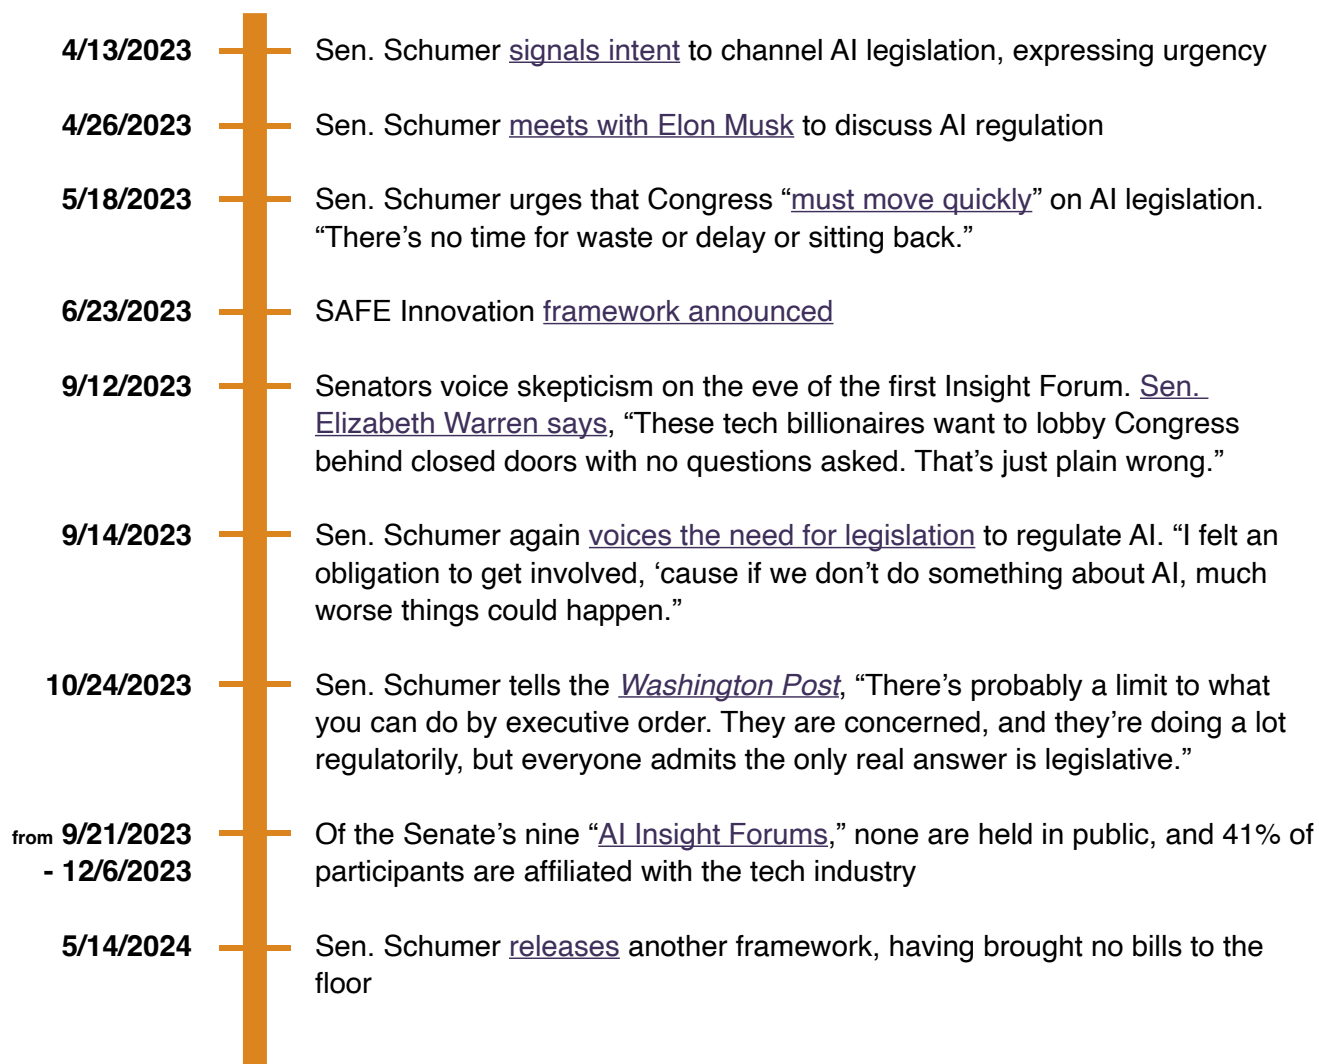 4/13/2023 Sen. Schumer signals intent to channel AI legislation, expressing urgency
4/26/2023 Sen. Schumer meets with Elon Musk to discuss AI regulation
5/18/2023 Sen. Schumer urges that Congress “must move quickly” on AI legislation.
“There’s no time for waste or delay or sitting back.”
6/23/2023 SAFE Innovation framework announced
9/12/2023 Senators voice skepticism on the eve of the first Insight Forum. Sen.
Elizabeth Warren says, “These tech billionaires want to lobby Congress
behind closed doors with no questions asked. That’s just plain wrong.”
9/14/2023 Sen. Schumer again voices the need for legislation to regulate AI. “I felt an
obligation to get involved, ‘cause if we don’t do something about AI, much
worse things could happen.”
10/24/2023 Sen. Schumer tells the Washington Post, “There’s probably a limit to what
you can do by executive order. They are concerned, and they’re doing a lot
regulatorily, but everyone admits the only real answer is legislative.”
from 9/21/2023 Of the Senate’s nine “AI Insight Forums,” none are held in public, and 41% of
- 12/6/2023 participants are affiliated with the tech industry
5/14/2024 Sen. Schumer releases another framework, having brought no bills to the
floor